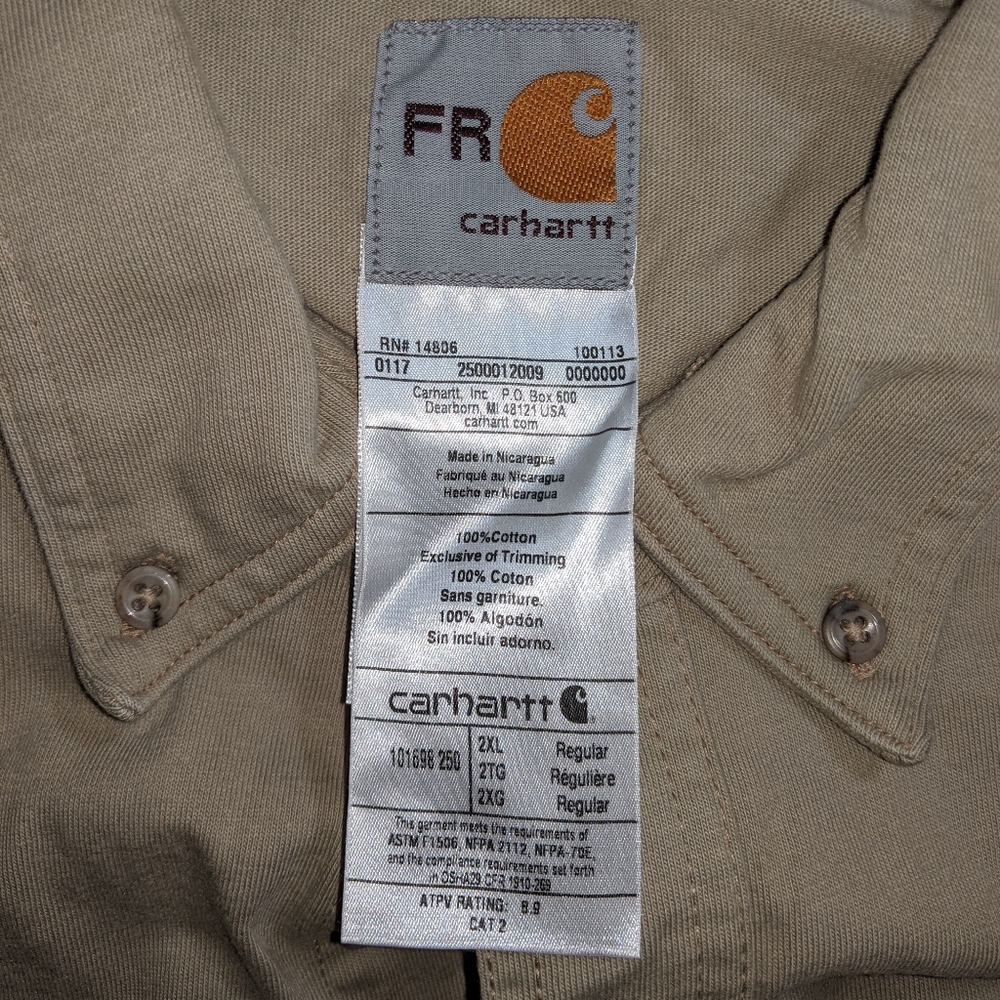 FR
carhartt
RN# 14806 100113
0117 2500012009 0000000
Carhartt, Inc P.O. Box 600
Dearborn, MI 48121 USA
carhartt.com
Made in Nicaragua
Fabriqué au Nicaragua
Hecho en Nicaragua
100%Cotton
Exclusive of Trimming
100% Coton
Sans garniture.
100% Algodón
Sin incluir adorno.
carhartt
101698 250 2XL Regular
2TG Régulière
2XG Regular
This garment meets the requirements of
ASTM F1506, NFPA 2112, NFPA-70E,
and the compliance requirements set forth
in OSHA29 CFR 1910-269
ATPV RATING: 8.9
CAT 2